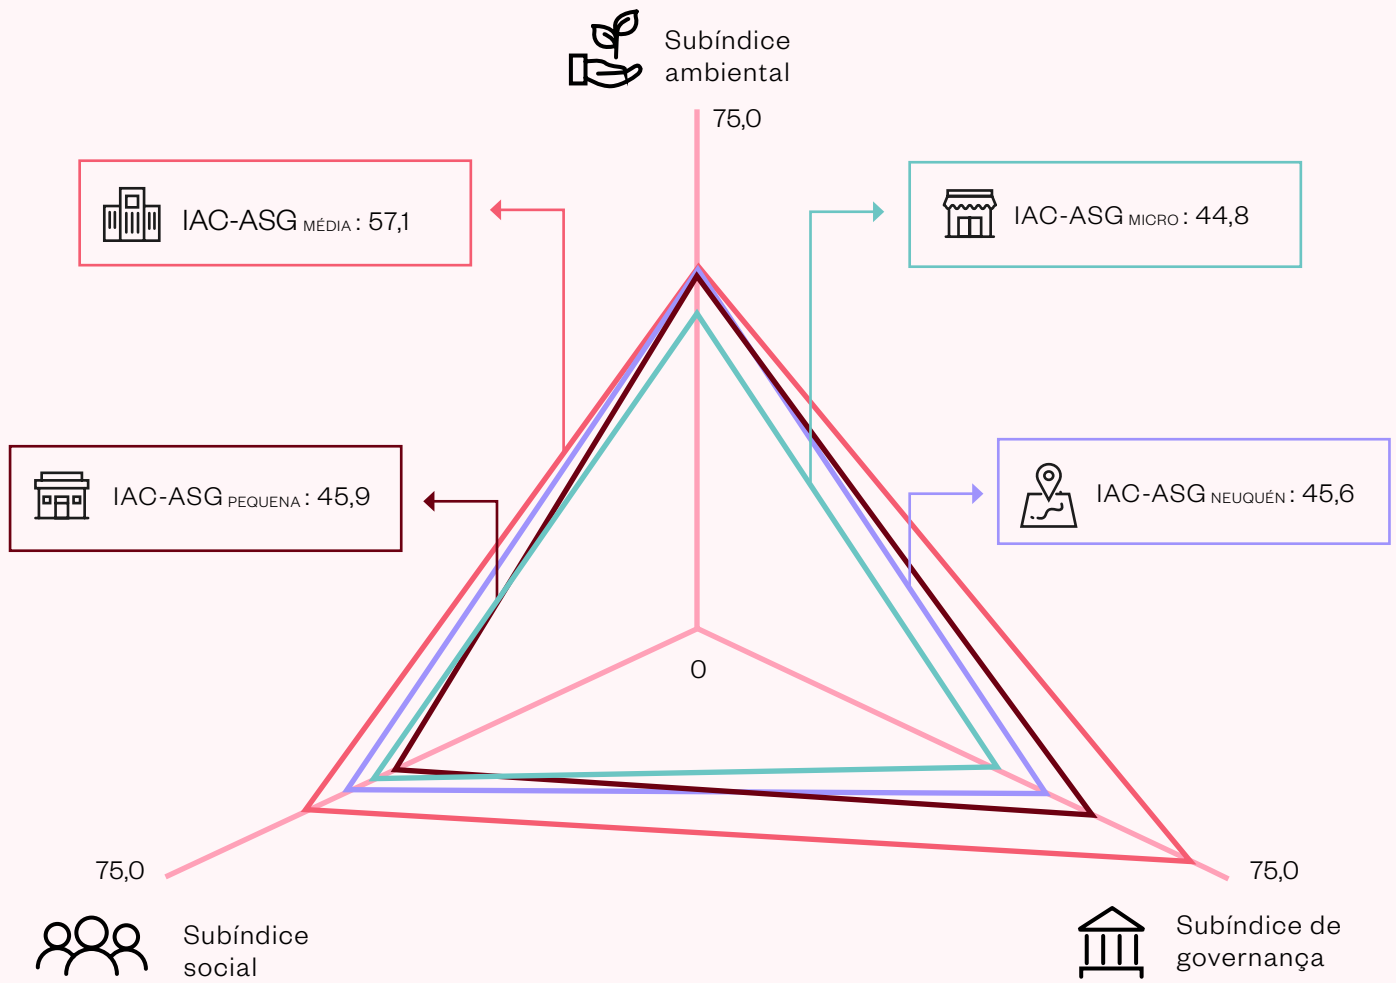 Subíndice
ambiental
75,0
IAC-ASG MÉDIA : 57,1
IAC-ASG MICRO : 44,8
IAC-ASG PEQUENA : 45,9
IAC-ASG NEUQUÉN : 45,6
0
75,0
75,0
Subíndice
social
Subíndice de
governança